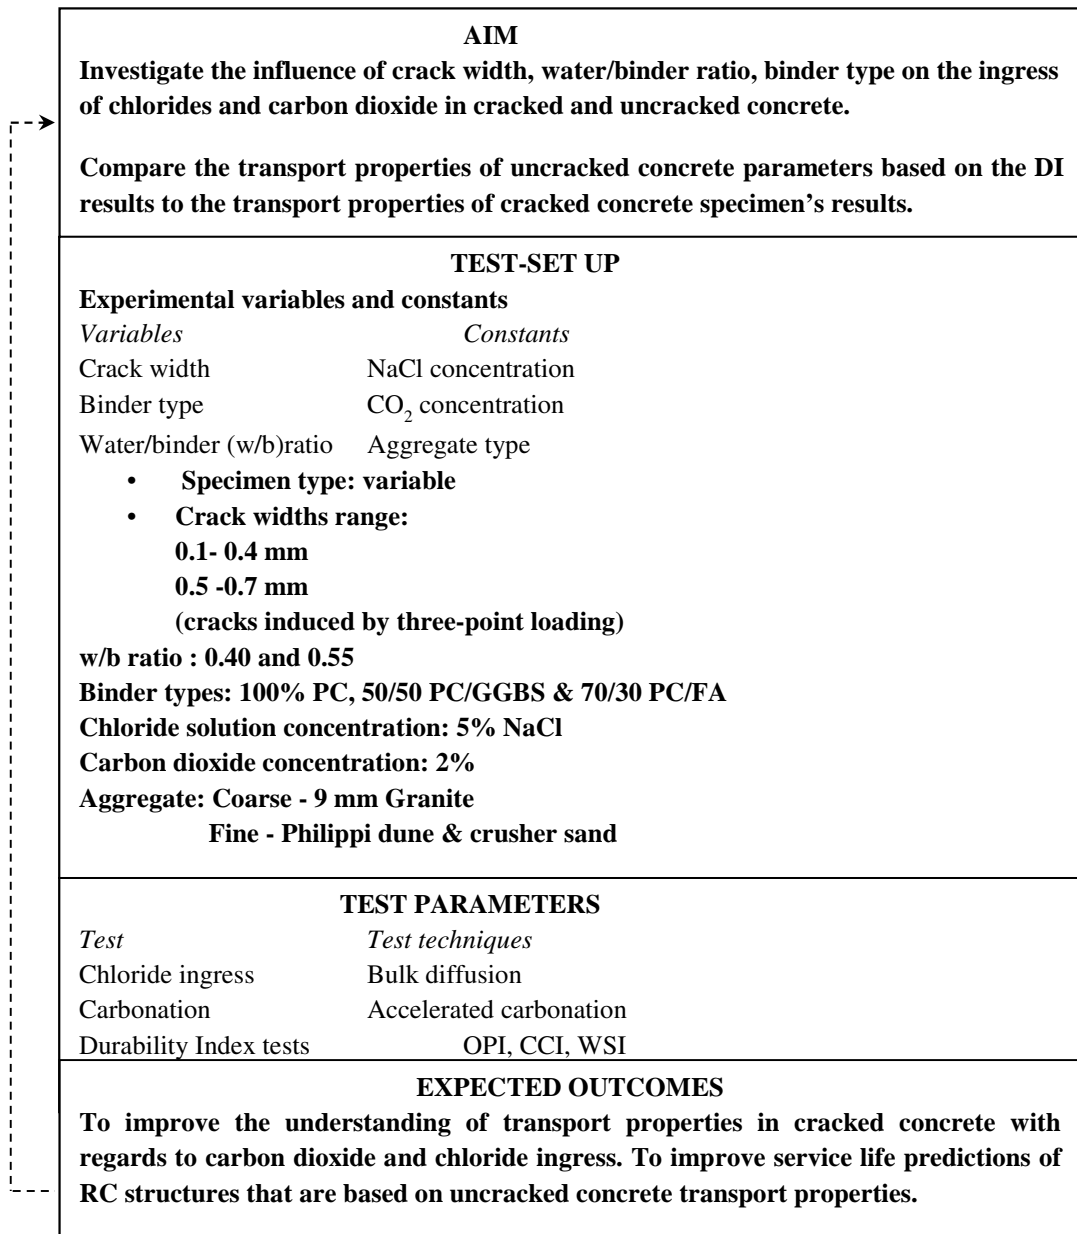 AIM
Investigate the influence of crack width, water/binder ratio, binder type on the ingress
of chlorides and carbon dioxide in cracked and uncracked concrete.
Compare the transport properties of uncracked concrete parameters based on the DI
results to the transport properties of cracked concrete specimen’s results.
TEST-SET UP
Experimental variables and constants
Variables Constants
Crack width NaCl concentration
Binder type CO2 concentration
Water/binder (w/b)ratio Aggregate type
• Specimen type: variable
• Crack widths range:
0.1- 0.4 mm
0.5 -0.7 mm
(cracks induced by three-point loading)
w/b ratio : 0.40 and 0.55
Binder types: 100% PC, 50/50 PC/GGBS & 70/30 PC/FA
Chloride solution concentration: 5% NaCl
Carbon dioxide concentration: 2%
Aggregate: Coarse - 9 mm Granite
Fine - Philippi dune & crusher sand
TEST PARAMETERS
Test Test techniques
Chloride ingress Bulk diffusion
Carbonation Accelerated carbonation
Durability Index tests OPI, CCI, WSI
EXPECTED OUTCOMES
To improve the understanding of transport properties in cracked concrete with
regards to carbon dioxide and chloride ingress. To improve service life predictions of
RC structures that are based on uncracked concrete transport properties.